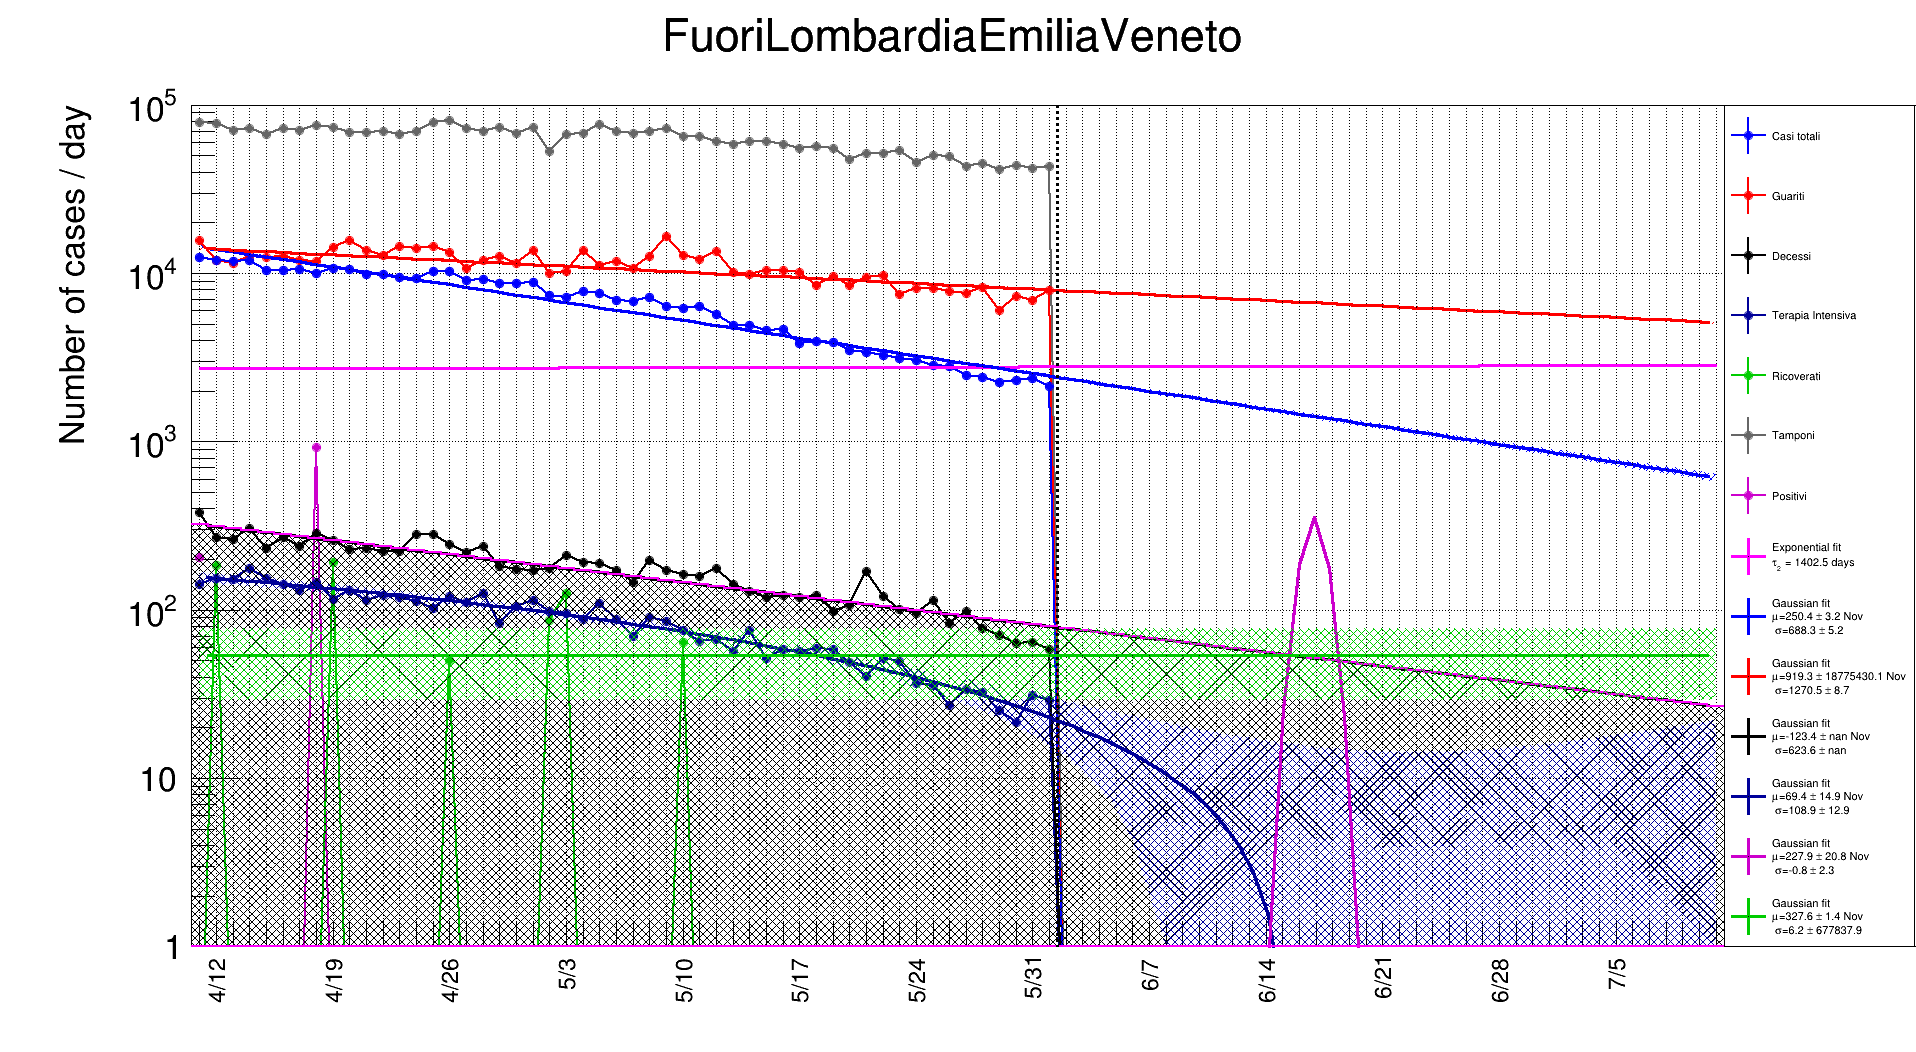 FuoriLombardiaEmiliaVeneto
Number of cases / day
10^5
10^4
10^3
10^2
10
1
4/12
4/19
4/26
5/3
5/10
5/17
5/24
5/31
6/7
6/14
6/21
6/28
7/5
Casi totali
Guariti
Decessi
Terapia Intensiva
Ricoverati
Tamponi
Positivi
Exponential fit
τ₂ = 1402.5 days
Gaussian fit
μ=250.4 ± 3.2 Nov
σ=688.3 ± 5.2
Gaussian fit
μ=919.3 ± 18775430.1 Nov
σ=1270.5 ± 8.7
Gaussian fit
μ=-123.4 ± nan Nov
σ=623.6 ± nan
Gaussian fit
μ=69.4 ± 14.9 Nov
σ=108.9 ± 12.9
Gaussian fit
μ=227.9 ± 20.8 Nov
σ=-0.8 ± 2.3
Gaussian fit
μ=327.6 ± 1.4 Nov
σ=6.2 ± 677837.9